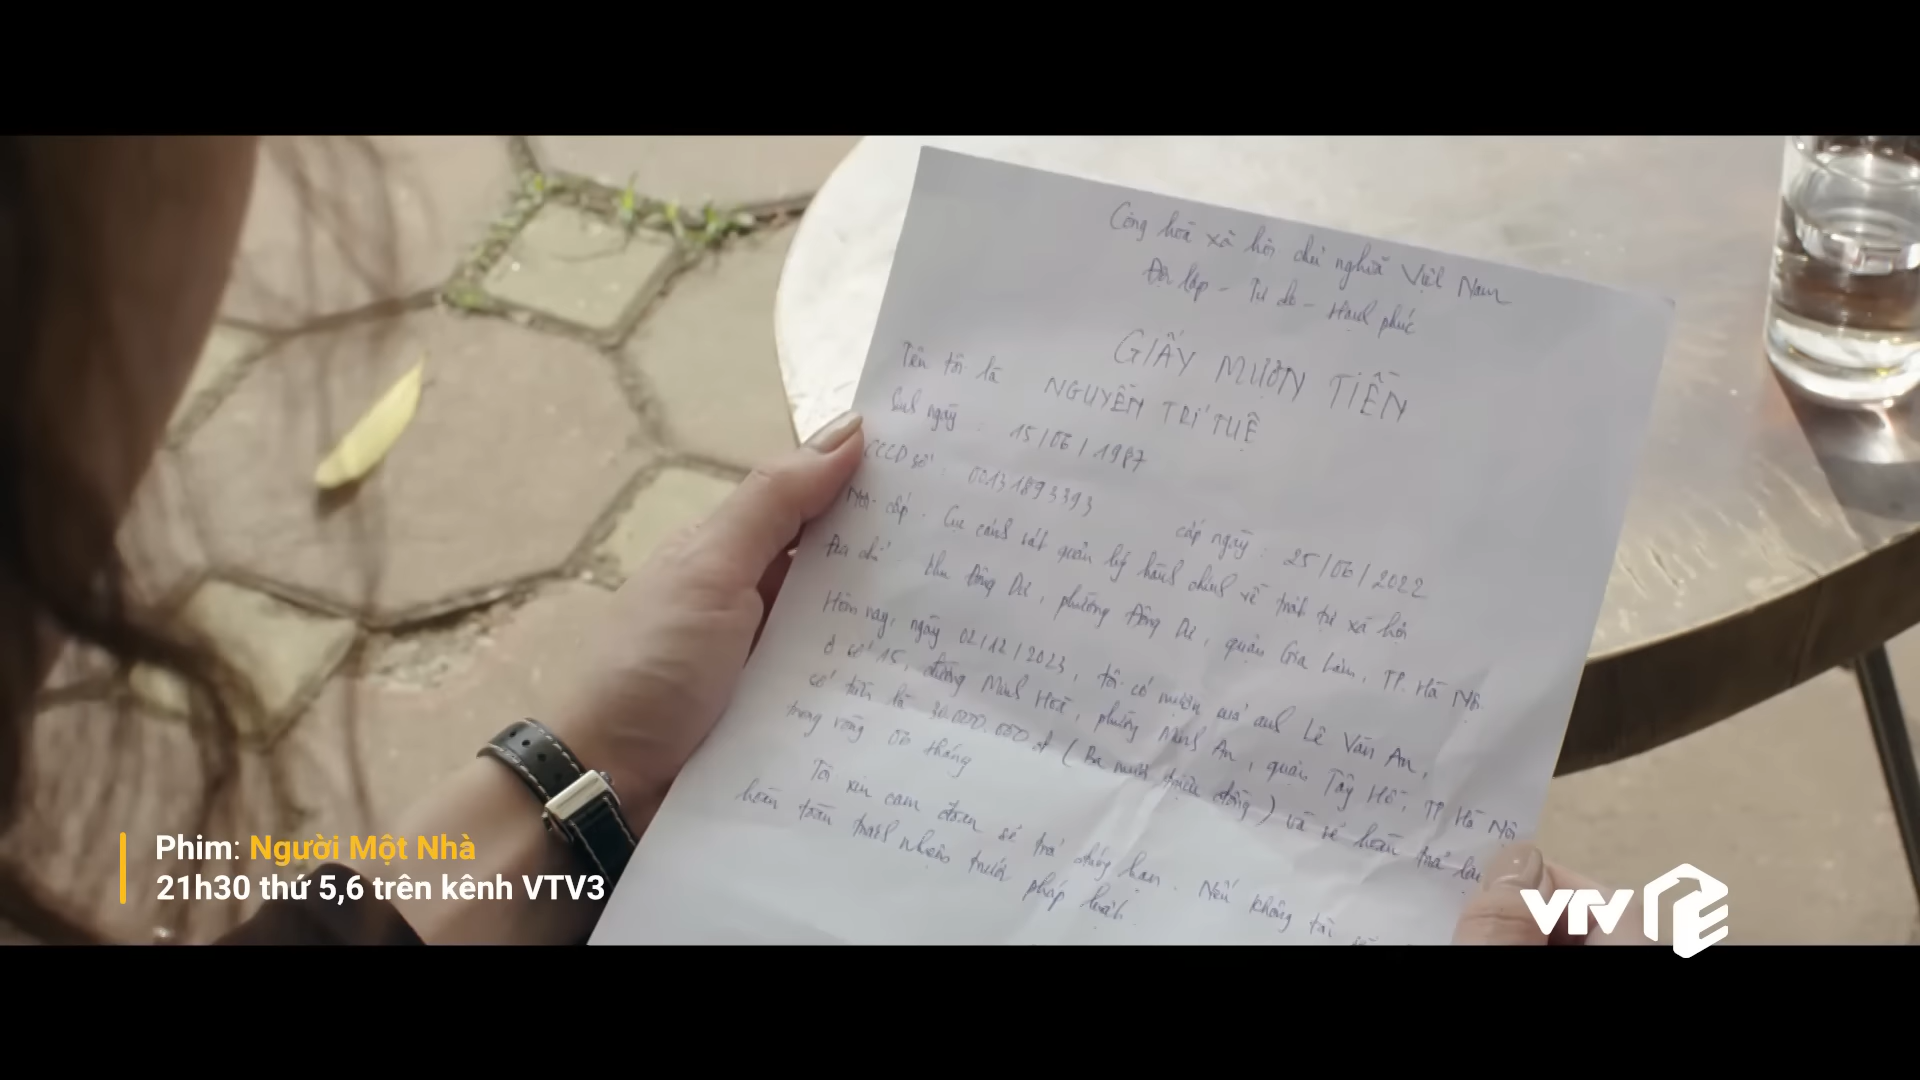 Công hoà xã hội chủ nghĩa Việt Nam
Độc lập - Tự do - Hạnh phúc
GIẤY MƯỢN TIỀN
Tên tôi là NGUYỄN TRÍ TUỆ
Sinh ngày : 15/06/1987
CCCD số : 00131893393 cấp ngày : 25/06/2022
Nơi cấp : Cục cảnh sát quản lý hành chính về trật tự xã hội
Địa chỉ : thu Đông Dư, phường Đông Dư, quận Gia Lâm, TP. Hà Nội
Hôm nay, ngày 02/12/2023, tôi có mượn của anh Lê Văn An,
ở số 15, đường Minh Hoà, phường Minh An, quận Tây Hồ, TP Hà Nội
số tiền là 30.000.000 đ (Ba mươi triệu đồng) và sẽ hoàn trả lại
trong vòng 06 tháng
Tôi xin cam đoan sẽ trả đúng hạn. Nếu không tôi sẽ
hoàn toàn trách nhiệm trước pháp luật.
Phim: Người Một Nhà
21h30 thứ 5,6 trên kênh VTV3
VTV